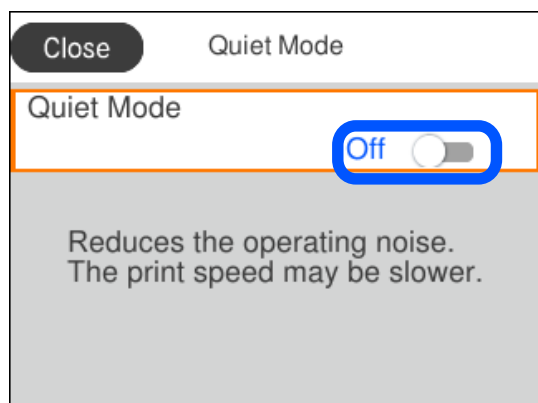 Close Quiet Mode
Quiet Mode
Off
Reduces the operating noise.
The print speed may be slower.